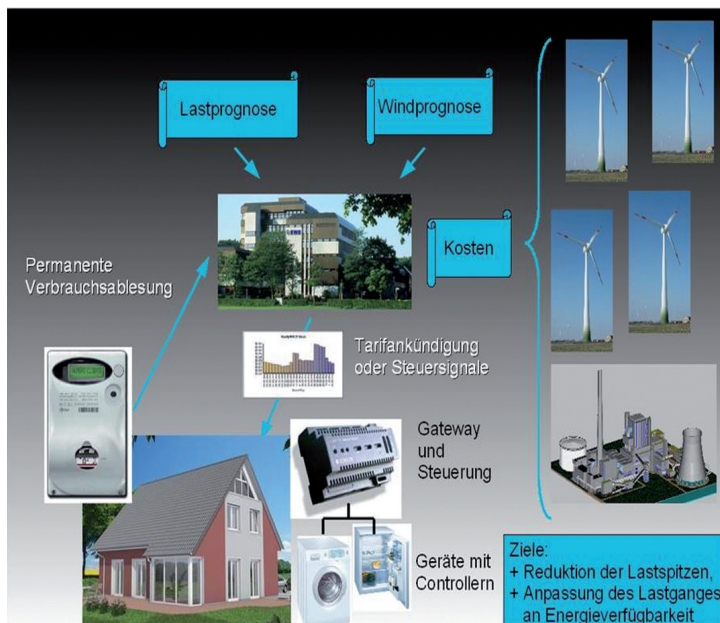 Lastprognose
Windprognose
Kosten
Permanente
Verbrauchsablesung
Tarifankündigung
oder Steuersignale
Gateway
und
Steuerung
Geräte mit
Controllern
Ziele:
+ Reduktion der Lastspitzen,
+ Anpassung des Lastganges
an Energieverfügbarkeit